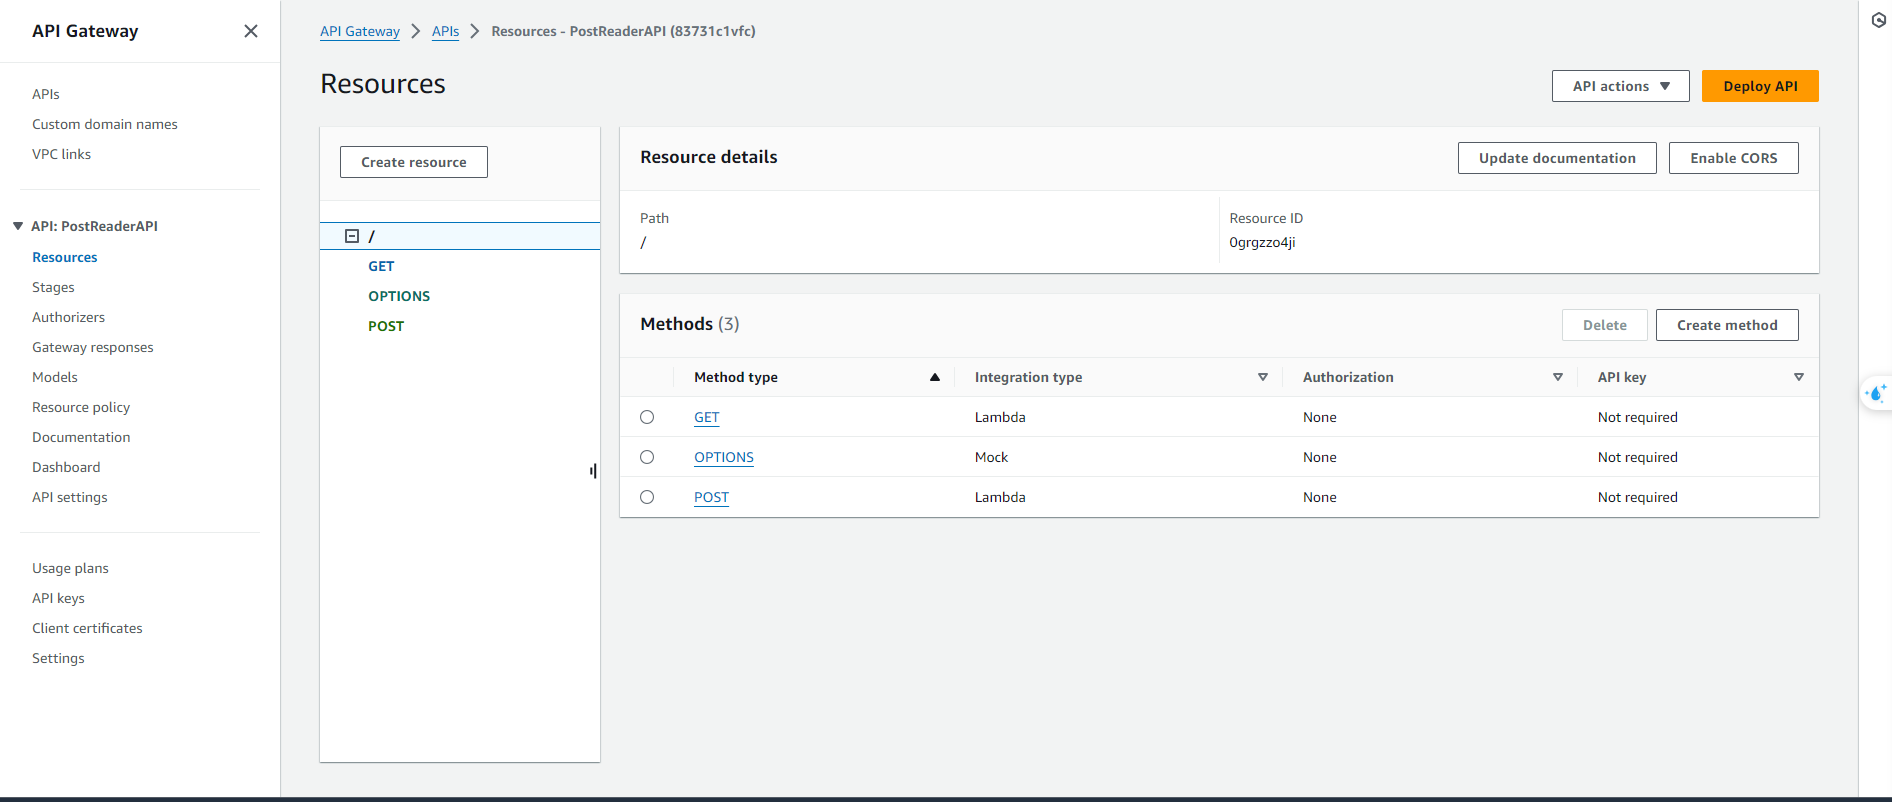 API Gateway
APIs
Custom domain names
VPC links
API: PostReaderAPI
Resources
Stages
Authorizers
Gateway responses
Models
Resource policy
Documentation
Dashboard
API settings
Usage plans
API keys
Client certificates
Settings
API Gateway > APIs > Resources - PostReaderAPI (83731c1vfc)
Resources
API actions
Deploy API
Create resource
/
GET
OPTIONS
POST
Resource details
Update documentation
Enable CORS
Path
/
Resource ID
0grgzzo4ji
Methods (3)
Delete
Create method
Method type Integration type Authorization API key
GET Lambda None Not required
OPTIONS Mock None Not required
POST Lambda None Not required